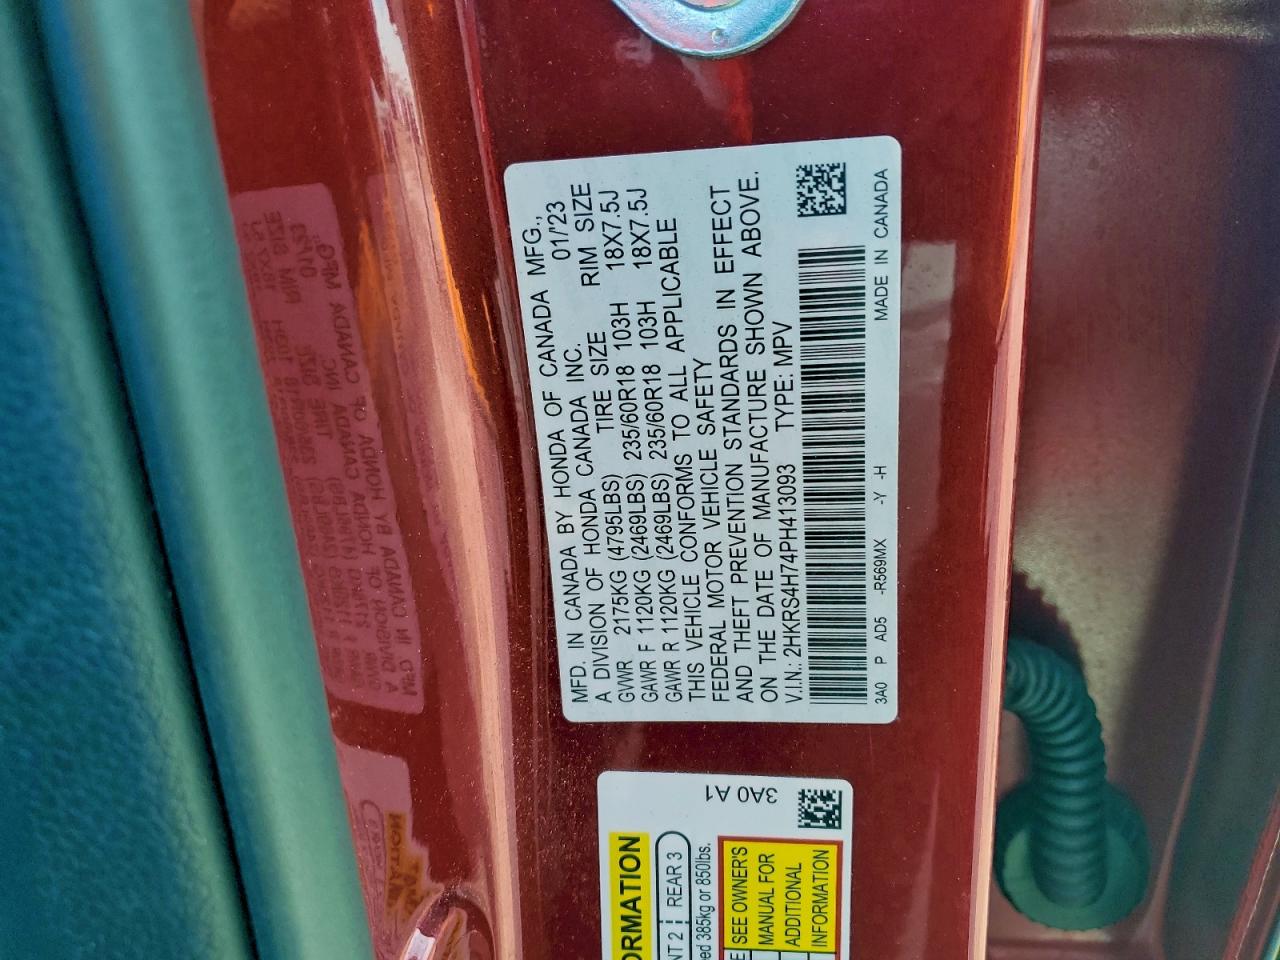 MFD. IN CANADA BY HONDA OF CANADA MFG.,
A DIVISION OF HONDA CANADA INC. 01/'23
GVWR 2175KG (4795LBS) TIRE SIZE RIM SIZE
GAWR F 1120KG (2469LBS) 235/60R18 103H 18X7.5J
GAWR R 1120KG (2469LBS) 235/60R18 103H 18X7.5J
THIS VEHICLE CONFORMS TO ALL APPLICABLE
FEDERAL MOTOR VEHICLE SAFETY
AND THEFT PREVENTION STANDARDS IN EFFECT
ON THE DATE OF MANUFACTURE SHOWN ABOVE.
V.I.N.: 2HKRS4H74PH413093 TYPE: MPV
3A0 P AD5 -R569MX -Y -H MADE IN CANADA
3A0 A1
ORMATION
NT 2 REAR 3
eed 385kg or 850lbs.
E SEE OWNER'S
MANUAL FOR
ADDITIONAL
INFORMATION